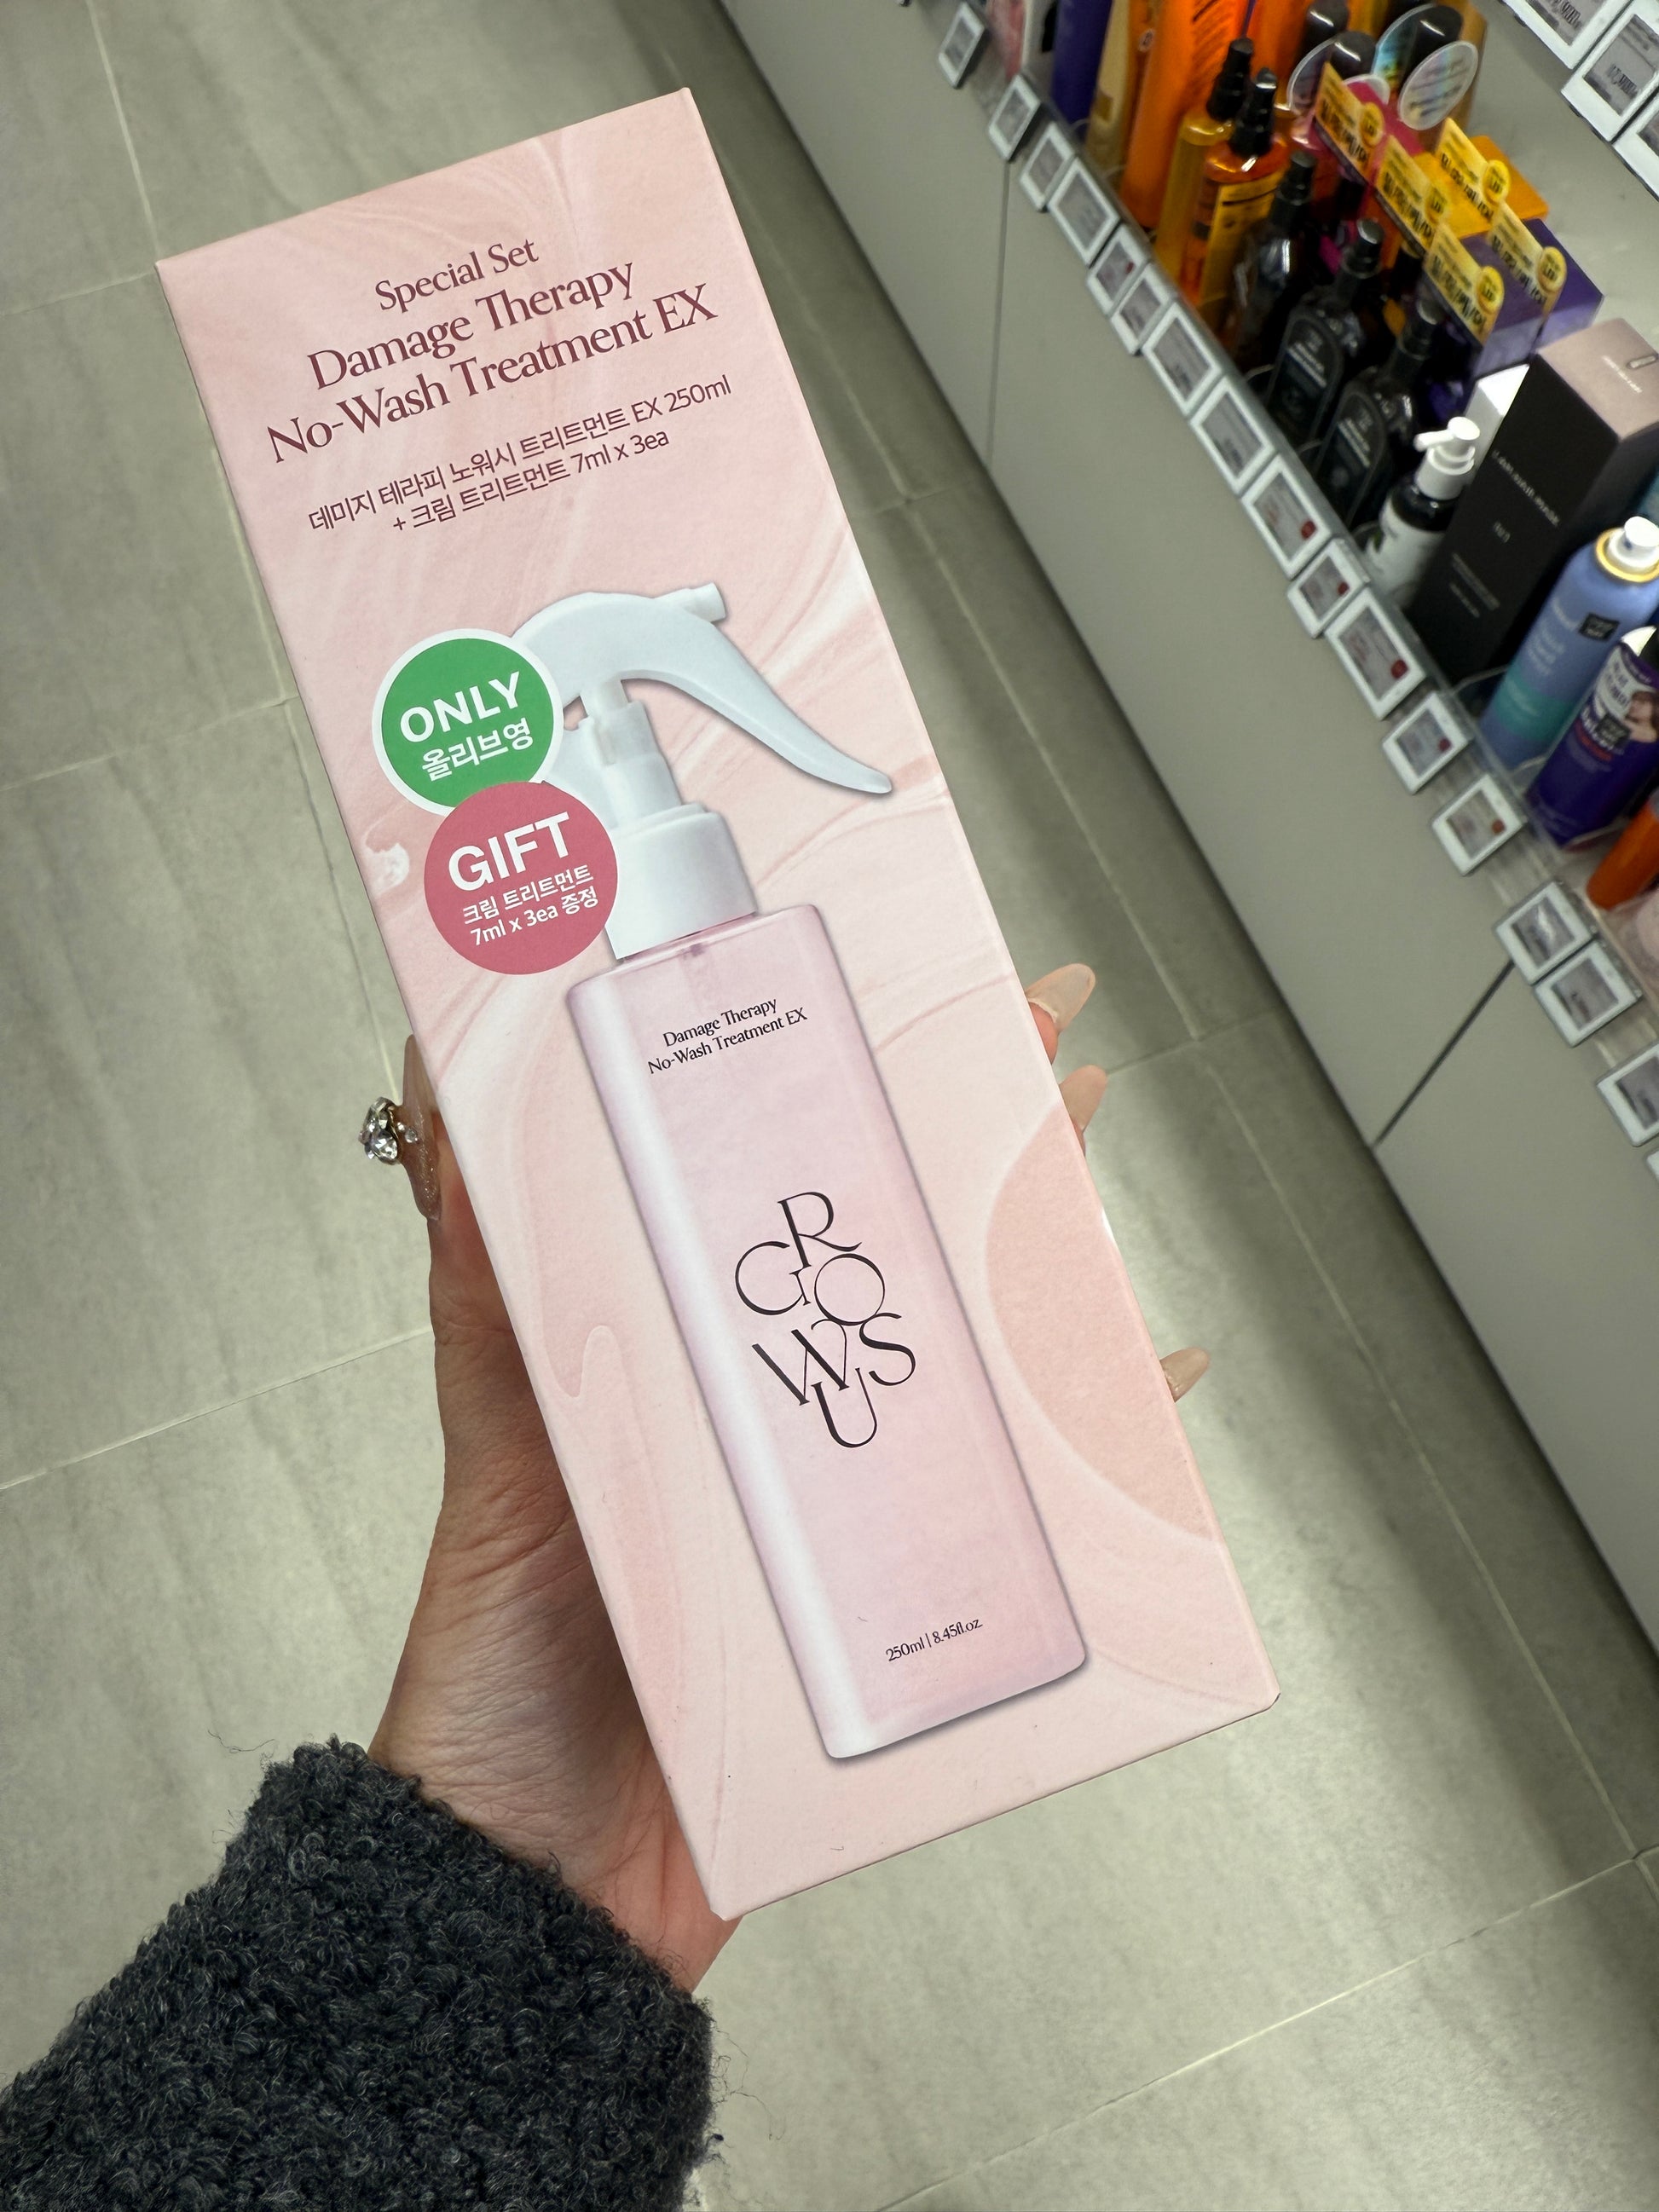 Special Set
Damage Therapy
No-Wash Treatment EX
데미지 테라피 노워시 트리트먼트 EX 250ml
+ 크림 트리트먼트 7ml x 3ea
ONLY
올리브영
GIFT
크림 트리트먼트
7ml x 3ea 증정
Damage Therapy
No-Wash Treatment EX
GROWUS
250ml | 8.45fl.oz.